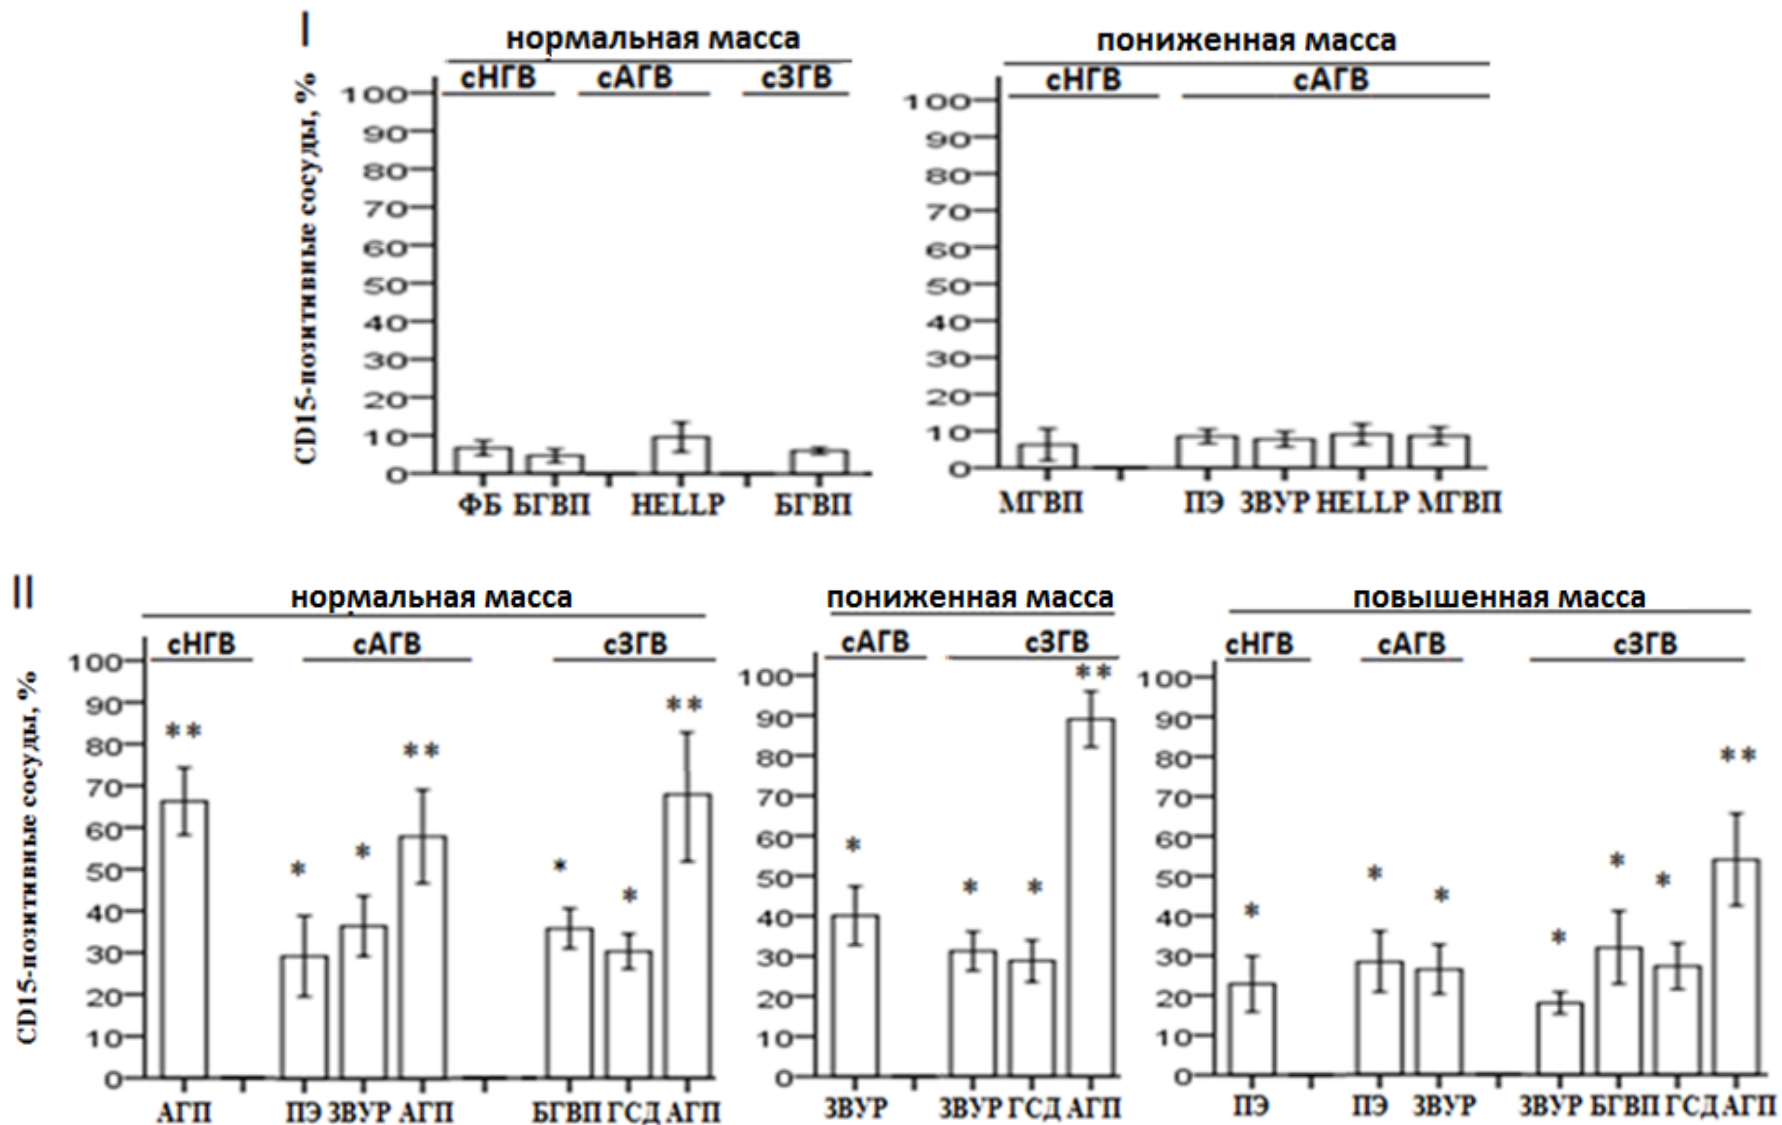 I
нормальная масса
пониженная масса
сНГВ сАГВ сЗГВ
сНГВ сАГВ
CD15-позитивные сосуды, %
100
90
80
70
60
50
40
30
20
10
0
100
90
80
70
60
50
40
30
20
10
0
ФБ БГВП HELLP БГВП
МГВП ПЭ ЗВУР HELLP МГВП
II
нормальная масса
пониженная масса
повышенная масса
сНГВ сАГВ сЗГВ
сАГВ сЗГВ
сНГВ сАГВ сЗГВ
CD15-позитивные сосуды, %
100
90
80
70
60
50
40
30
20
10
0
** * * ** * * **
100
90
80
70
60
50
40
30
20
10
0
* * * **
100
90
80
70
60
50
40
30
20
10
0
* * * * * * **
АГП ПЭ ЗВУР АГП БГВП ГСД АГП
ЗВУР ЗВУР ГСД АГП
ПЭ ПЭ ЗВУР ЗВУР БГВП ГСД АГП